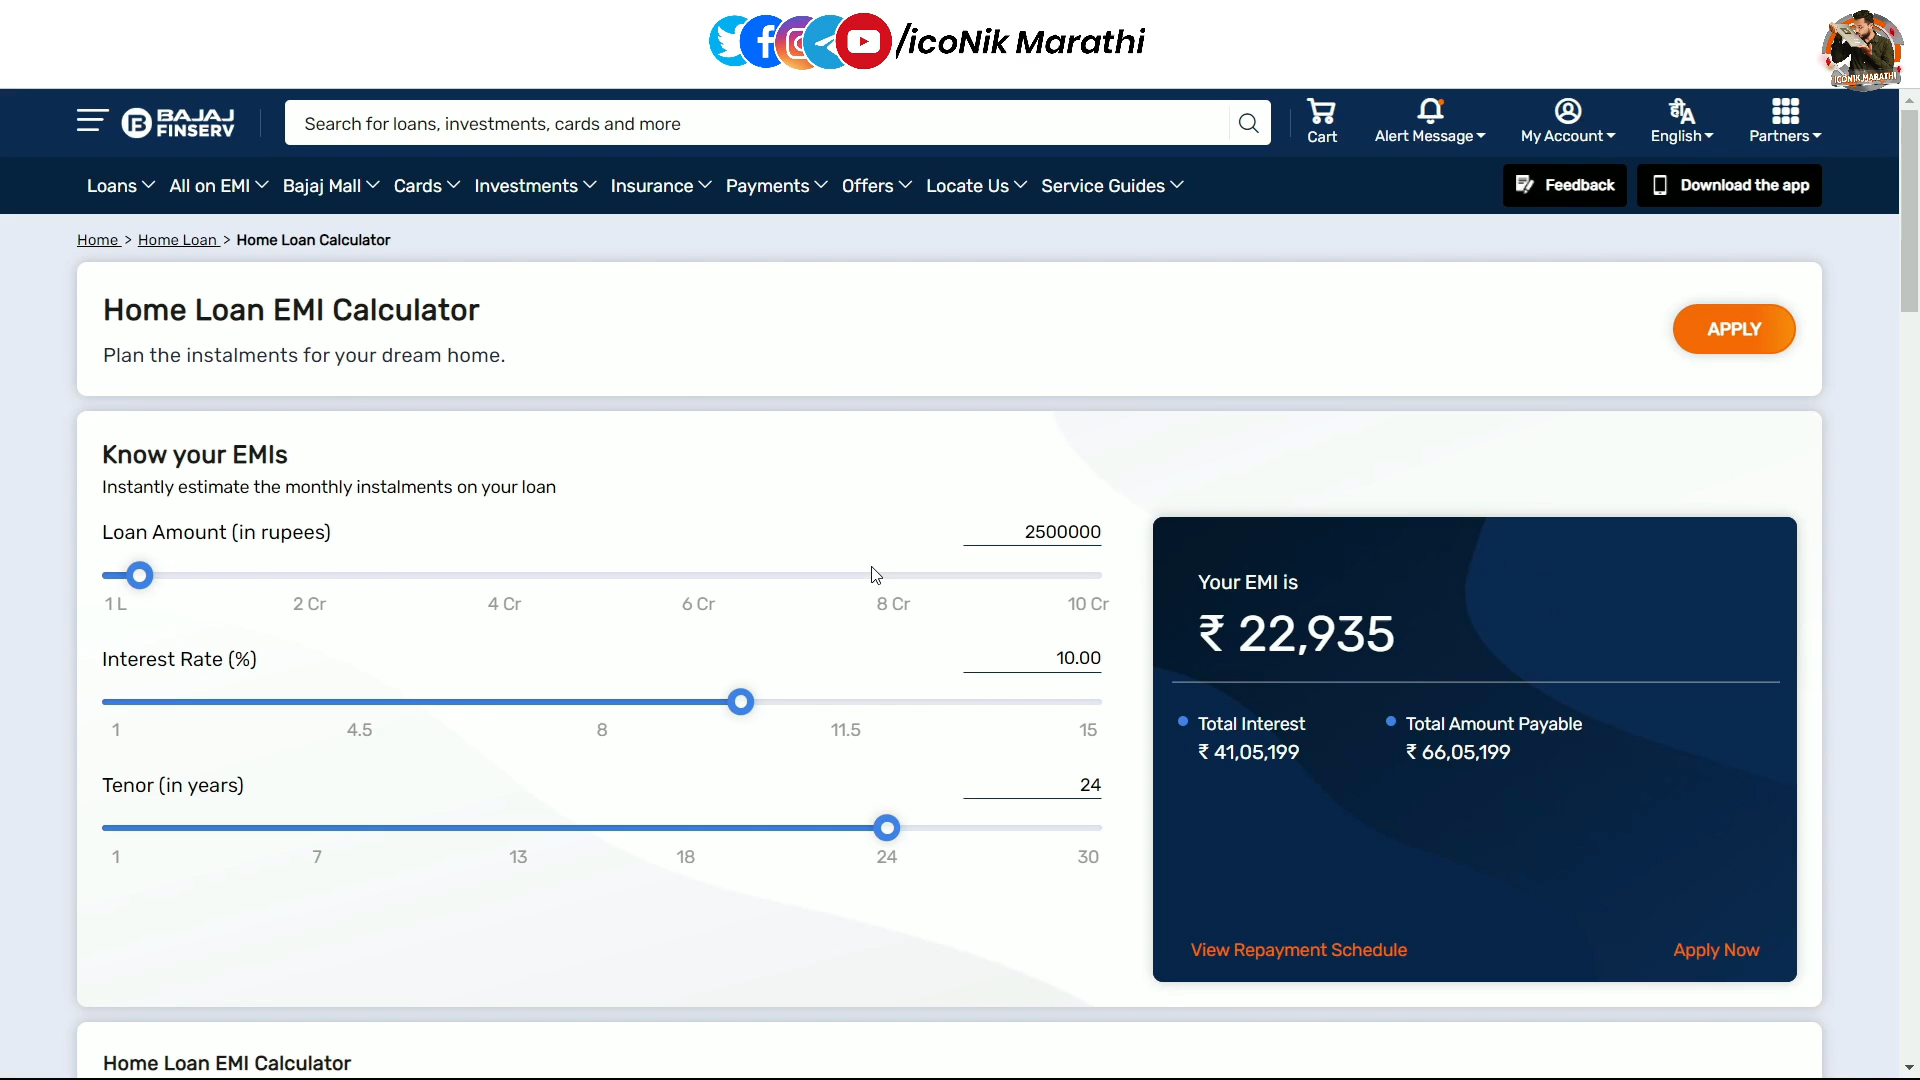 /icoNik Marathi
ICONIK MARATHI
BAJAJ FINSERV
Search for loans, investments, cards and more
Cart
Alert Message
My Account
हीA
English
Partners
Loans All on EMI Bajaj Mall Cards Investments Insurance Payments Offers Locate Us Service Guides
Feedback
Download the app
Home > Home Loan > Home Loan Calculator
Home Loan EMI Calculator
Plan the instalments for your dream home.
APPLY
Know your EMIs
Instantly estimate the monthly instalments on your loan
Loan Amount (in rupees) 2500000
1 L 2 Cr 4 Cr 6 Cr 8 Cr 10 Cr
Interest Rate (%) 10.00
1 4.5 8 11.5 15
Tenor (in years) 24
1 7 13 18 24 30
Your EMI is
₹ 22,935
Total Interest
₹ 41,05,199
Total Amount Payable
₹ 66,05,199
View Repayment Schedule
Apply Now
Home Loan EMI Calculator